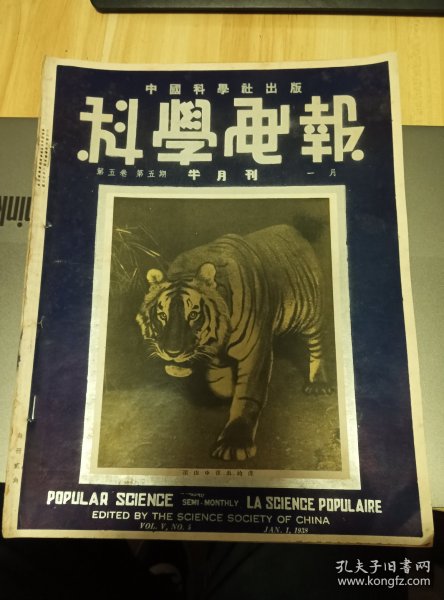 中國科學社出版
科學画報
第五卷 第五期 半月刊 一月
POPULAR SCIENCE SEMI-MONTHLY LA SCIENCE POPULAIRE
EDITED BY THE SCIENCE SOCIETY OF CHINA
VOL. V, NO. 4 JAN. 1, 1938
孔夫子旧书网
www.kongfz.com